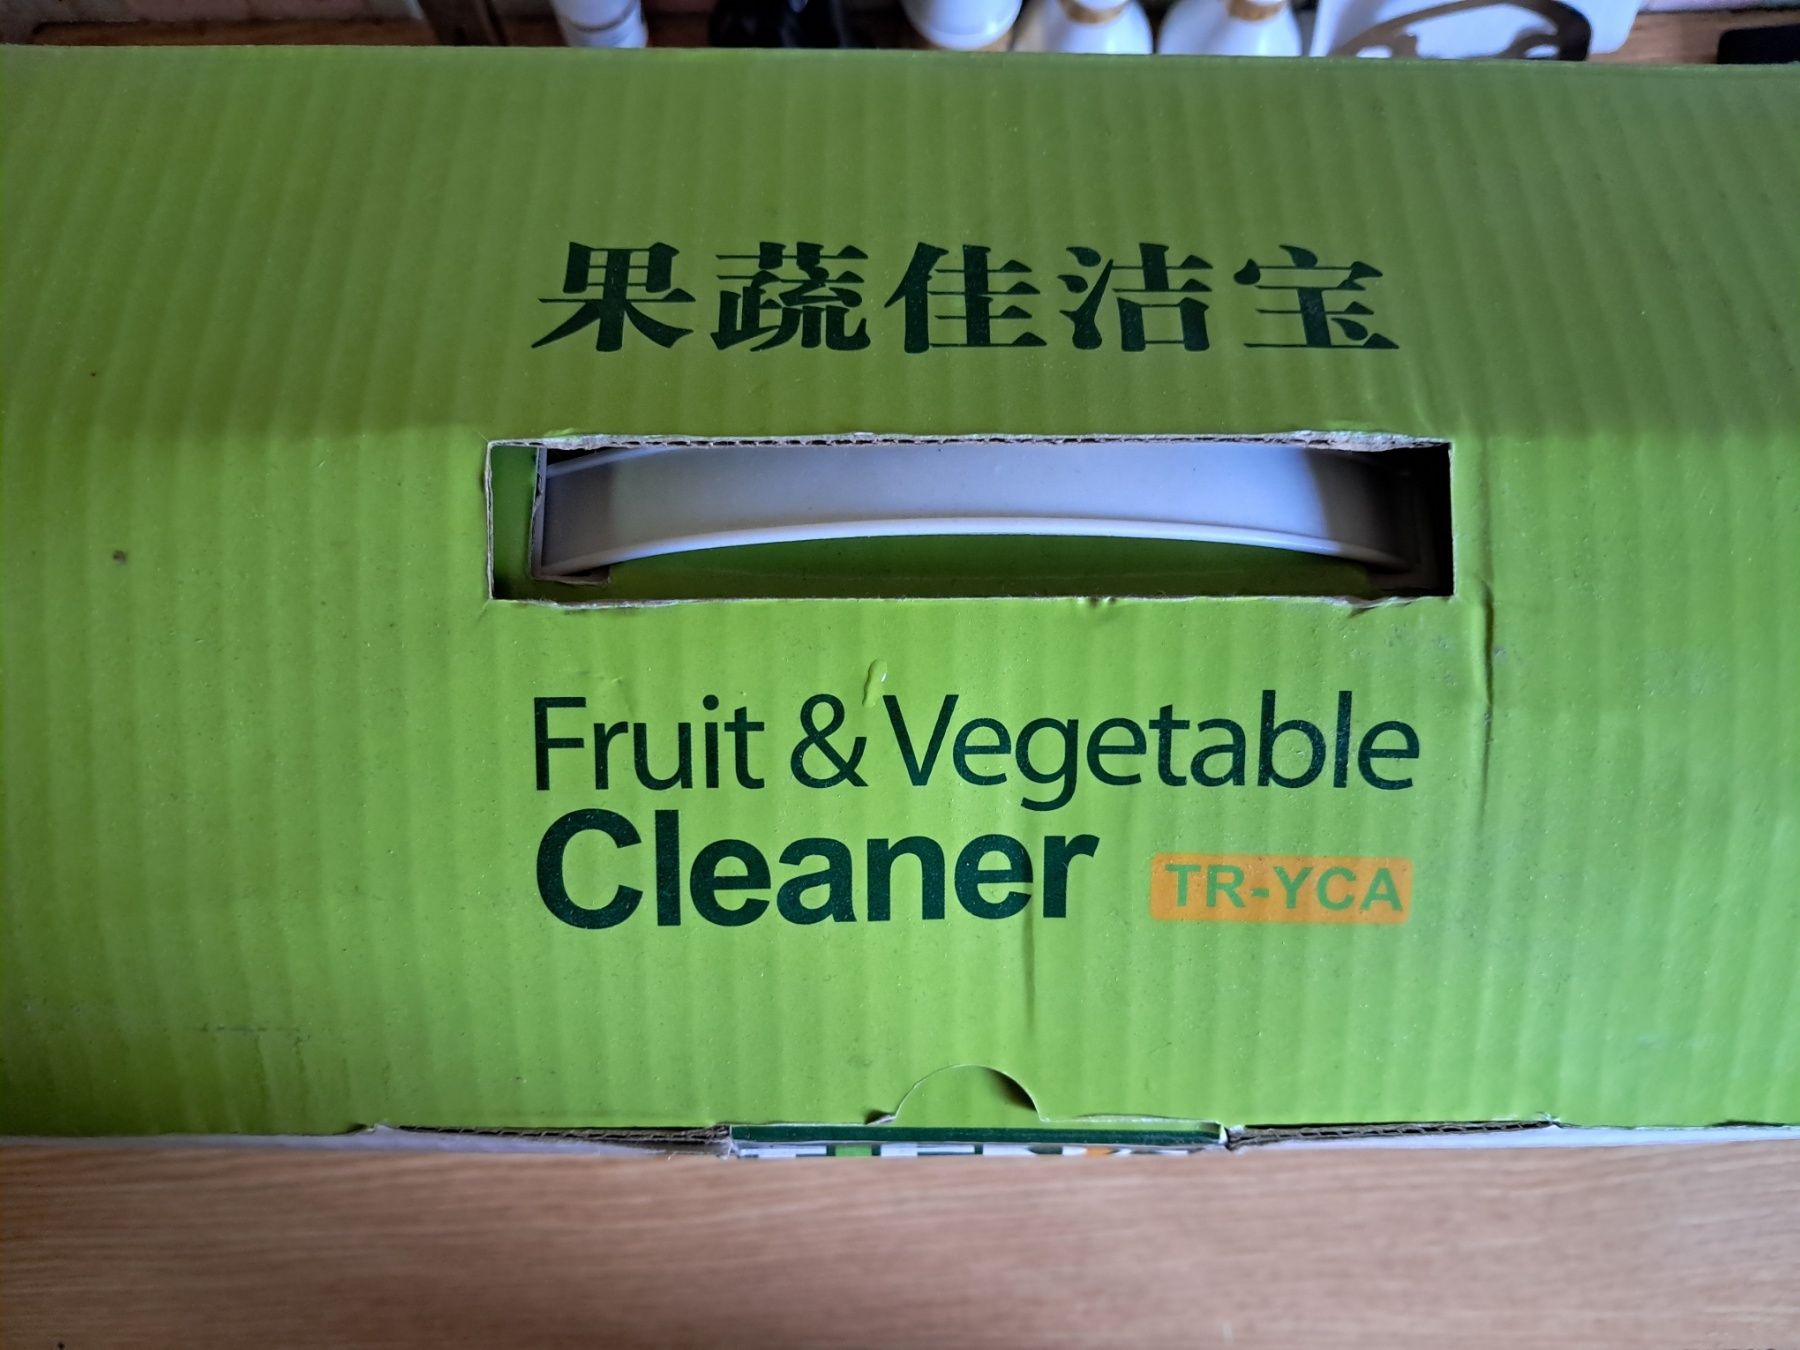 果蔬佳洁宝
Fruit & Vegetable
Cleaner TR-YCA